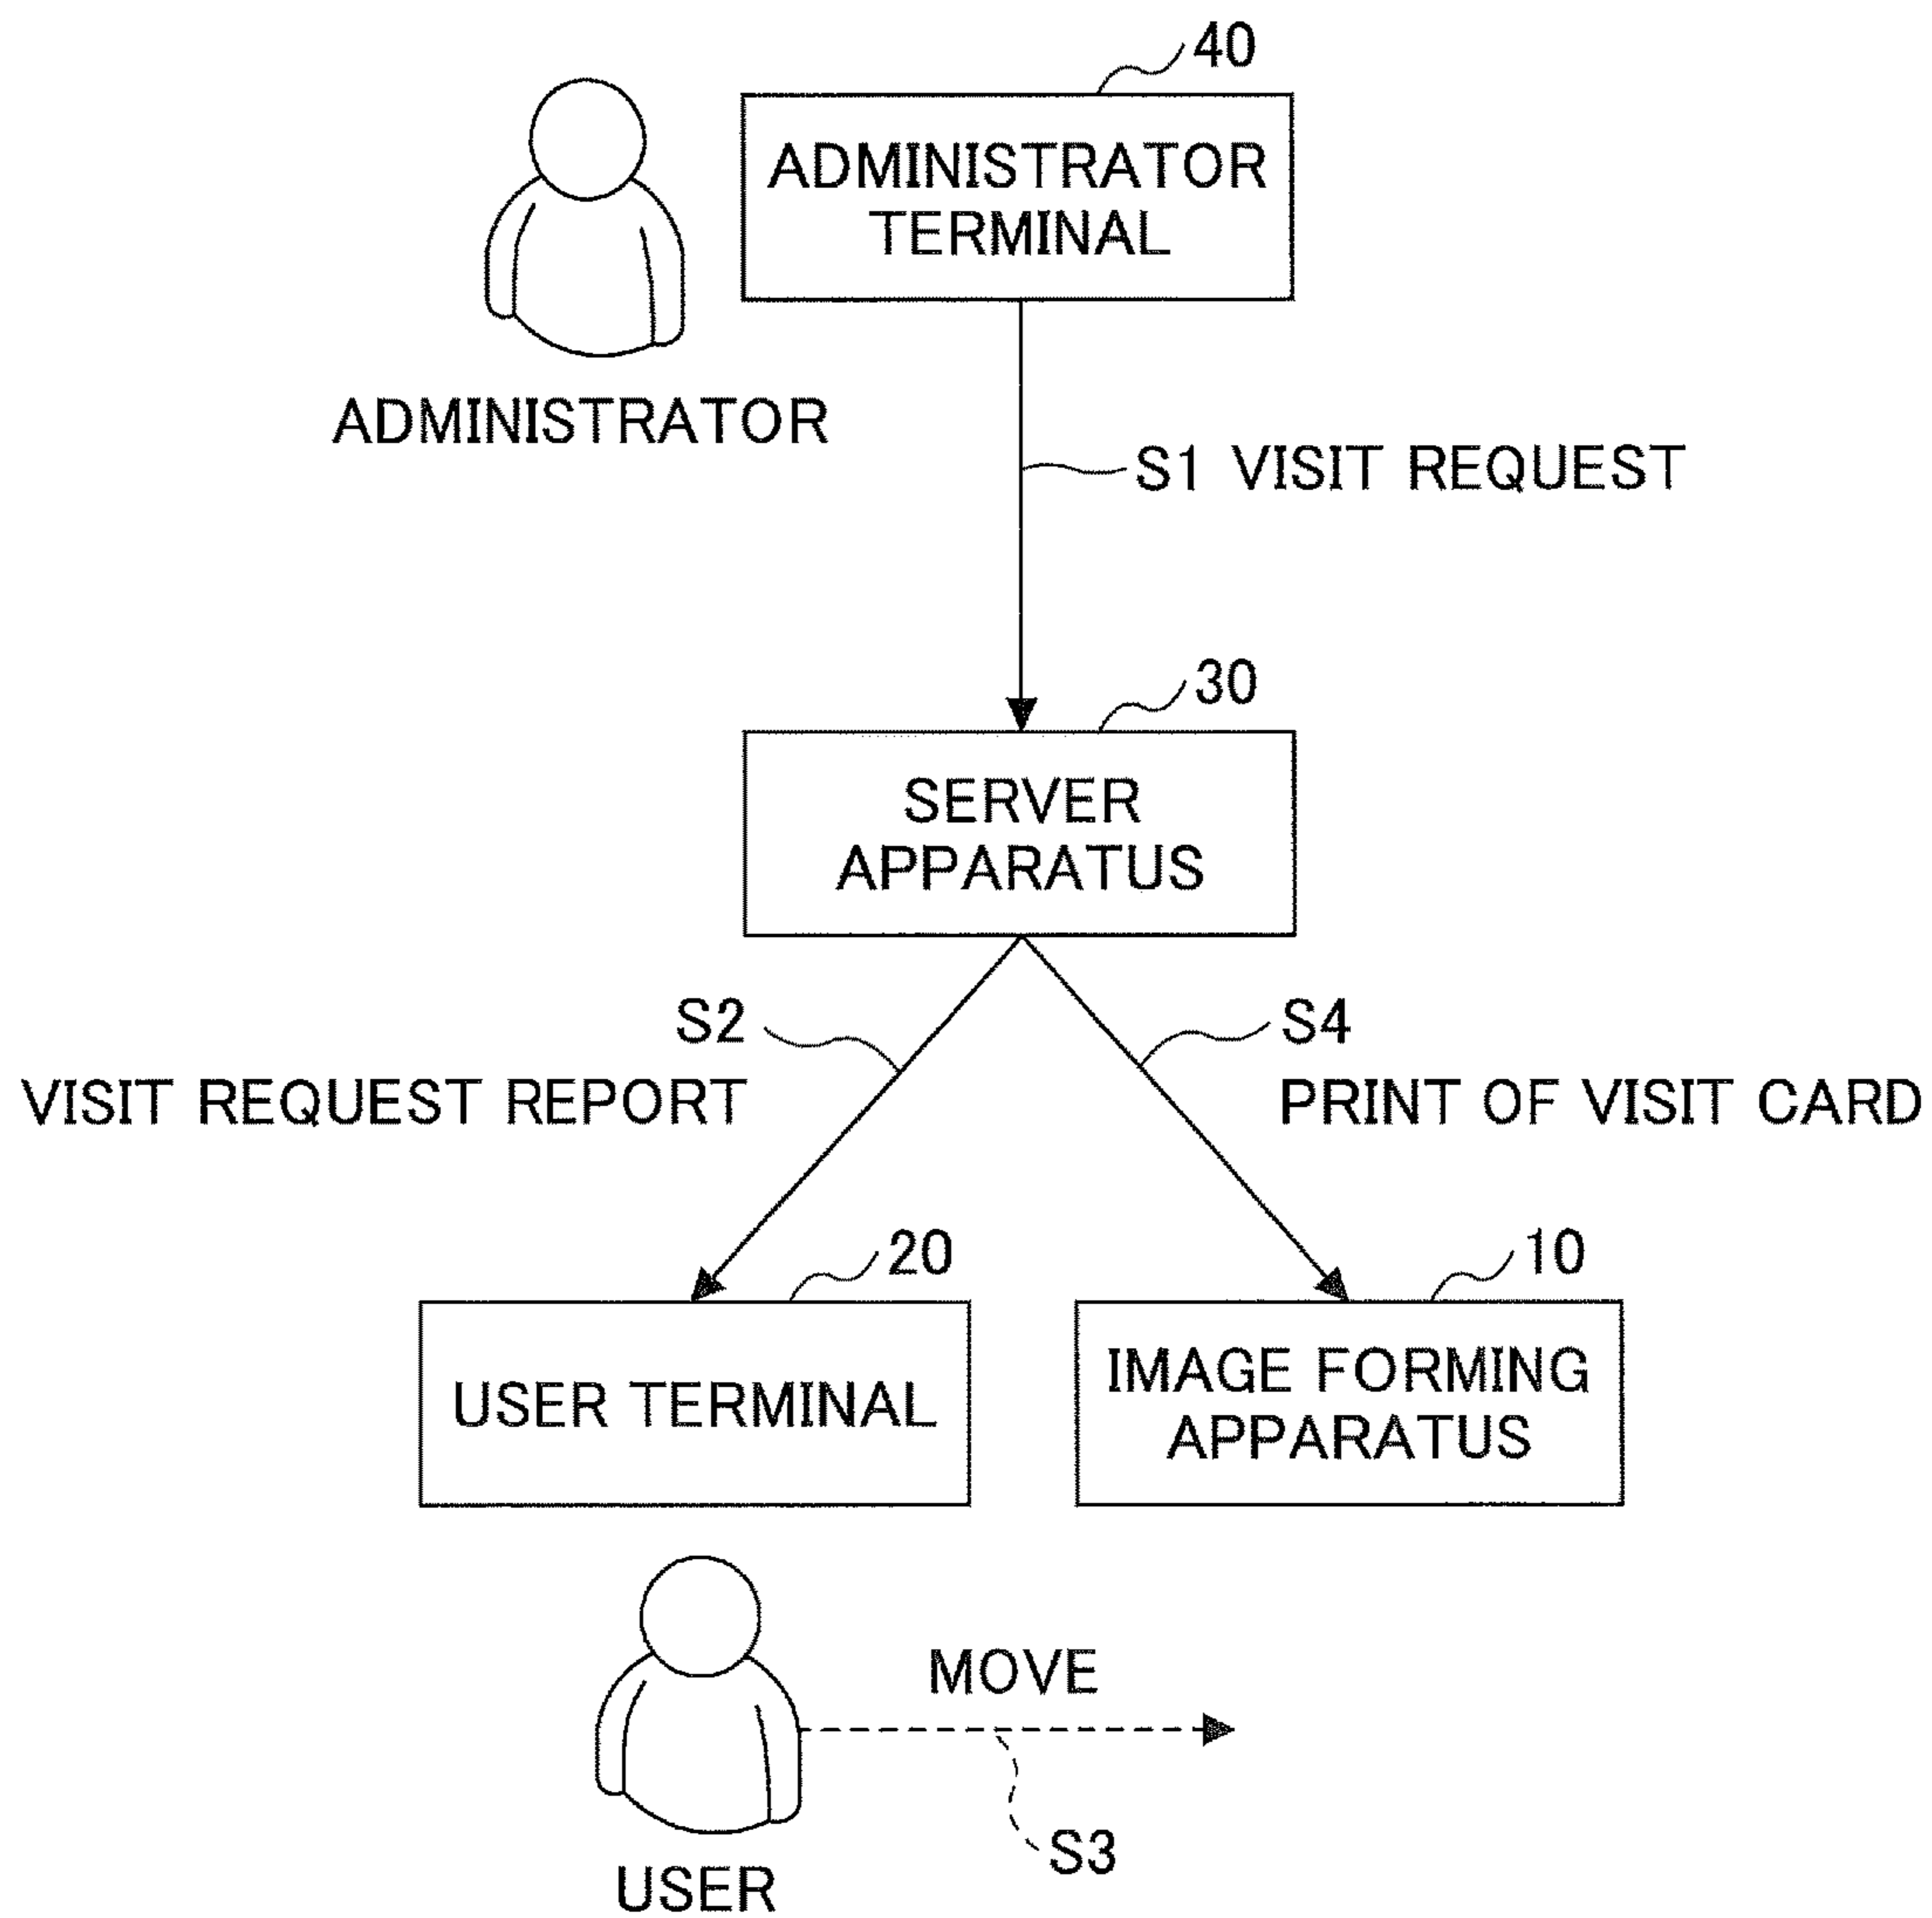 40
ADMINISTRATOR
TERMINAL
ADMINISTRATOR
S1 VISIT REQUEST
30
SERVER
APPARATUS
S2
VISIT REQUEST REPORT
S4
PRINT OF VISIT CARD
20
USER TERMINAL
10
IMAGE FORMING
APPARATUS
MOVE
S3
USER